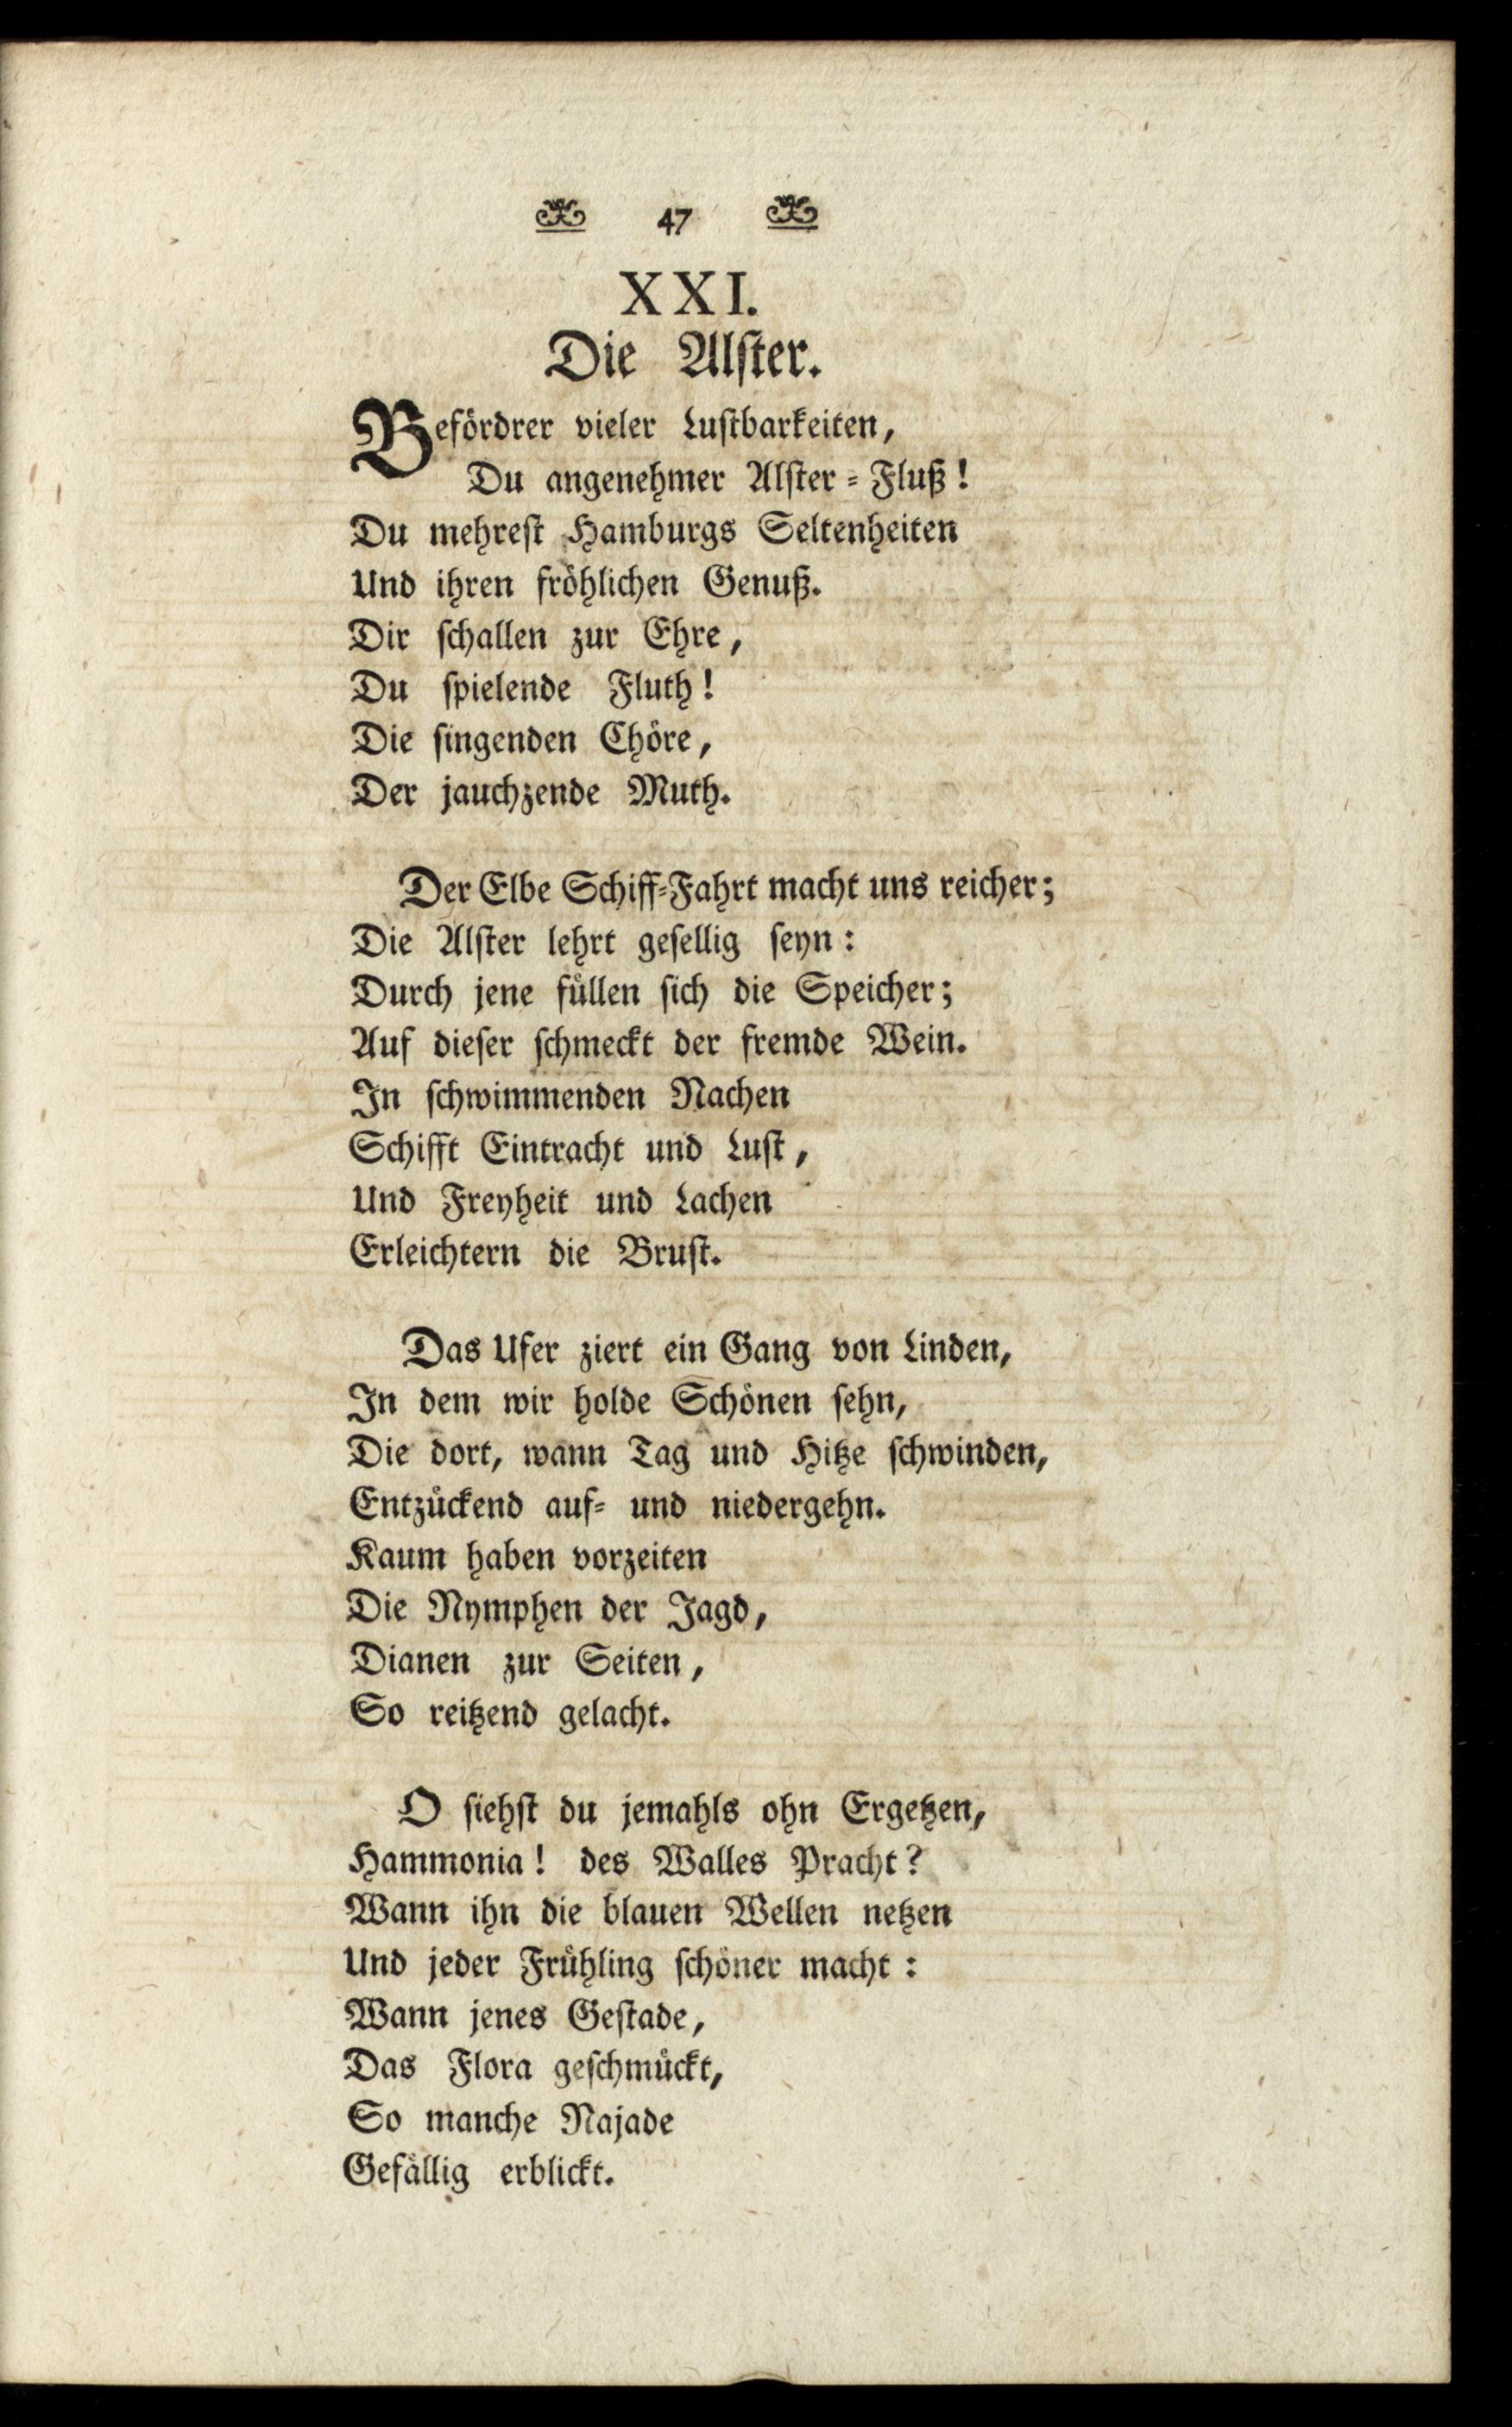 47
XXI.
Die Alster.
Befördrer vieler Lustbarkeiten,
Du angenehmer Alster-Fluß!
Du mehrest Hamburgs Seltenheiten
Und ihren fröhlichen Genuß.
Dir schallen zur Ehre,
Du spielende Fluth!
Die singenden Chöre,
Der jauchzende Muth.
Der Elbe Schiff-Fahrt macht uns reicher;
Die Alster lehrt gesellig seyn:
Durch jene füllen sich die Speicher;
Auf dieser schmeckt der fremde Wein.
In schwimmenden Nachen
Schifft Eintracht und Lust,
Und Freyheit und Lachen
Erleichtern die Brust.
Das Ufer ziert ein Gang von Linden,
In dem wir holde Schönen sehn,
Die dort, wann Tag und Hitze schwinden,
Entzückend auf- und niedergehn.
Kaum haben vorzeiten
Die Nymphen der Jagd,
Dianen zur Seiten,
So reitzend gelacht.
O siehst du jemahls ohn Ergetzen,
Hammonia! des Walles Pracht?
Wann ihn die blauen Wellen netzen
Und jeder Frühling schöner macht:
Wann jenes Gestade,
Das Flora geschmückt,
So manche Najade
Gefällig erblickt.